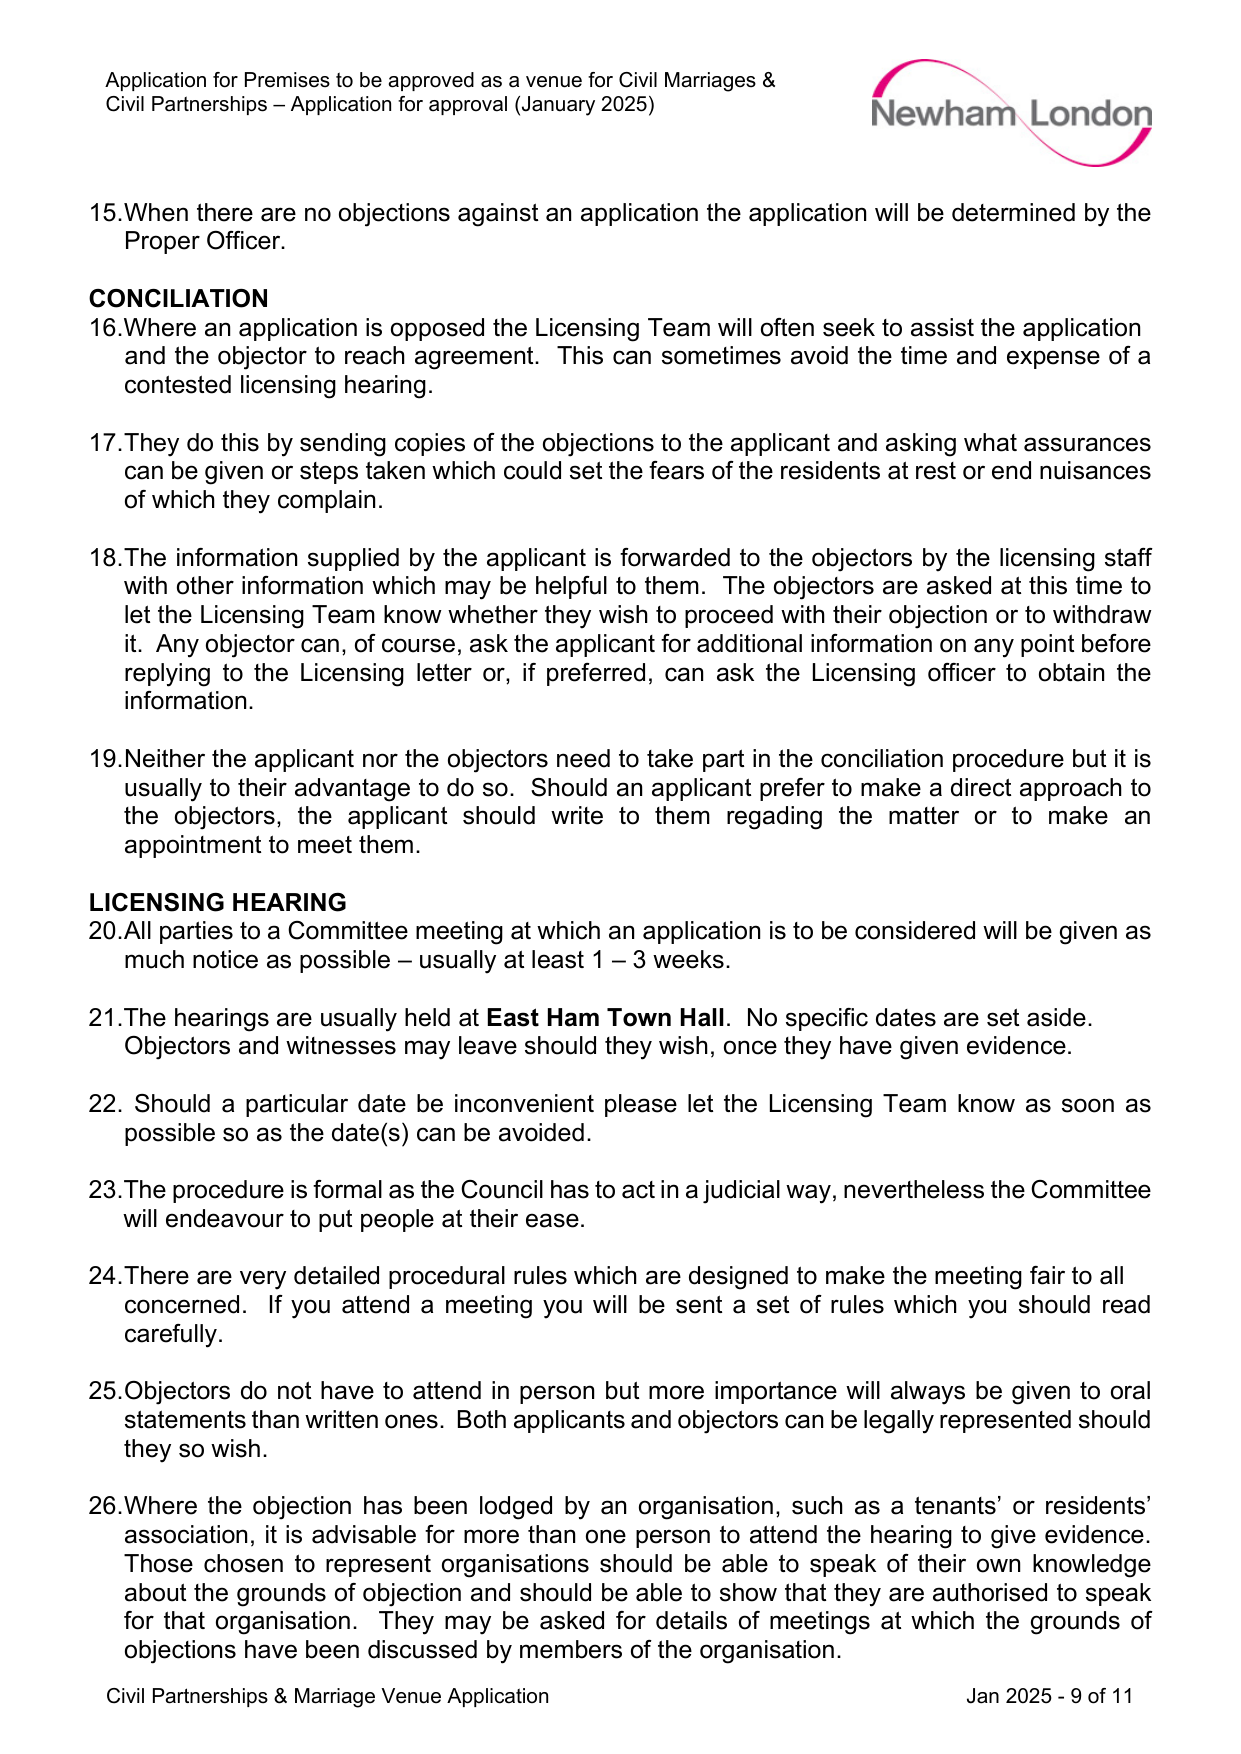 Application for Premises to be approved as a venue for Civil Marriages &
Civil Partnerships – Application for approval (January 2025)
Newham London
15.When there are no objections against an application the application will be determined by the
Proper Officer.
CONCILIATION
16.Where an application is opposed the Licensing Team will often seek to assist the application
and the objector to reach agreement.  This can sometimes avoid the time and expense of a
contested licensing hearing.
17.They do this by sending copies of the objections to the applicant and asking what assurances
can be given or steps taken which could set the fears of the residents at rest or end nuisances
of which they complain.
18.The information supplied by the applicant is forwarded to the objectors by the licensing staff
with other information which may be helpful to them.  The objectors are asked at this time to
let the Licensing Team know whether they wish to proceed with their objection or to withdraw
it.  Any objector can, of course, ask the applicant for additional information on any point before
replying to the Licensing letter or, if preferred, can ask the Licensing officer to obtain the
information.
19.Neither the applicant nor the objectors need to take part in the conciliation procedure but it is
usually to their advantage to do so.  Should an applicant prefer to make a direct approach to
the objectors, the applicant should write to them regading the matter or to make an
appointment to meet them.
LICENSING HEARING
20.All parties to a Committee meeting at which an application is to be considered will be given as
much notice as possible – usually at least 1 – 3 weeks.
21.The hearings are usually held at East Ham Town Hall.  No specific dates are set aside.
Objectors and witnesses may leave should they wish, once they have given evidence.
22. Should a particular date be inconvenient please let the Licensing Team know as soon as
possible so as the date(s) can be avoided.
23.The procedure is formal as the Council has to act in a judicial way, nevertheless the Committee
will endeavour to put people at their ease.
24.There are very detailed procedural rules which are designed to make the meeting fair to all
concerned.  If you attend a meeting you will be sent a set of rules which you should read
carefully.
25.Objectors do not have to attend in person but more importance will always be given to oral
statements than written ones.  Both applicants and objectors can be legally represented should
they so wish.
26.Where the objection has been lodged by an organisation, such as a tenants’ or residents’
association, it is advisable for more than one person to attend the hearing to give evidence.
Those chosen to represent organisations should be able to speak of their own knowledge
about the grounds of objection and should be able to show that they are authorised to speak
for that organisation.  They may be asked for details of meetings at which the grounds of
objections have been discussed by members of the organisation.
Civil Partnerships & Marriage Venue Application
Jan 2025 - 9 of 11